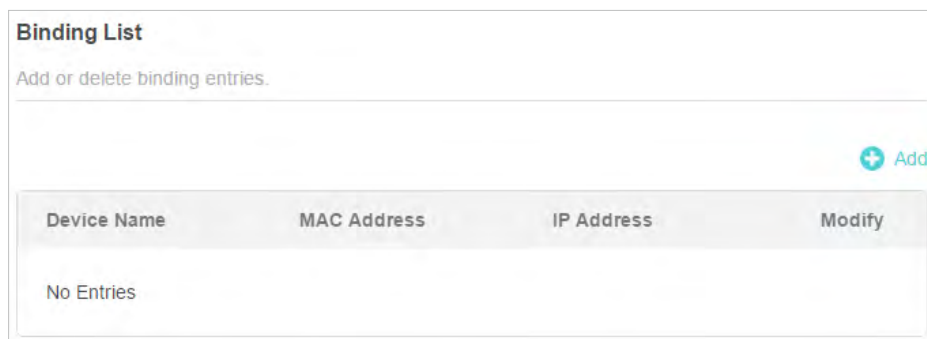 Binding List
Add or delete binding entries.
Add
Device Name MAC Address IP Address Modify
No Entries